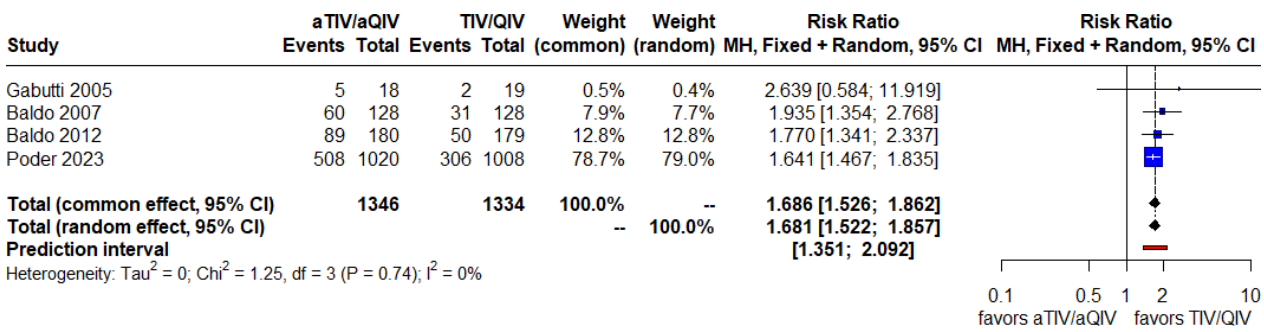 aTIV/aQIV TIV/QIV Weight Weight Risk Ratio Risk Ratio
Study Events Total Events Total (common) (random) MH, Fixed + Random, 95% CI MH, Fixed + Random, 95% CI
Gabutti 2005 5 18 2 19 0.5% 0.4% 2.639 [0.584; 11.919]
Baldo 2007 60 128 31 128 7.9% 7.7% 1.935 [1.354; 2.768]
Baldo 2012 89 180 50 179 12.8% 12.8% 1.770 [1.341; 2.337]
Poder 2023 508 1020 306 1008 78.7% 79.0% 1.641 [1.467; 1.835]
Total (common effect, 95% CI) 1346 1334 100.0% -- 1.686 [1.526; 1.862]
Total (random effect, 95% CI) -- 100.0% 1.681 [1.522; 1.857]
Prediction interval [1.351; 2.092]
Heterogeneity: Tau² = 0; Chi² = 1.25, df = 3 (P = 0.74); I² = 0%
0.1 0.5 1 2 10
favors aTIV/aQIV favors TIV/QIV